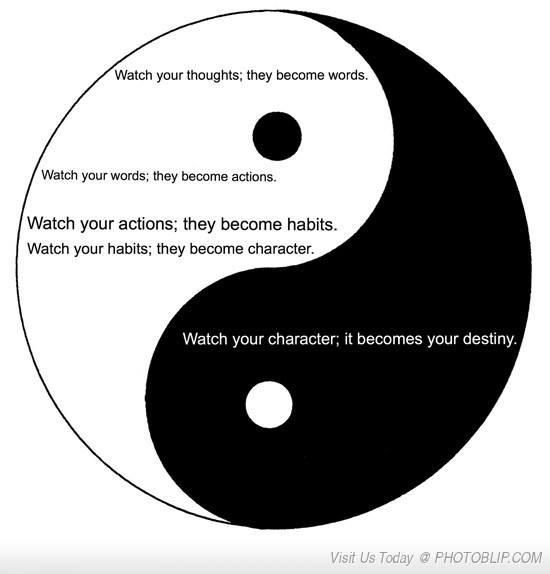 Watch your thoughts; they become words.
Watch your words; they become actions.
Watch your actions; they become habits.
Watch your habits; they become character.
Watch your character; it becomes your destiny.
Visit Us Today @ PHOTOBLIP.COM